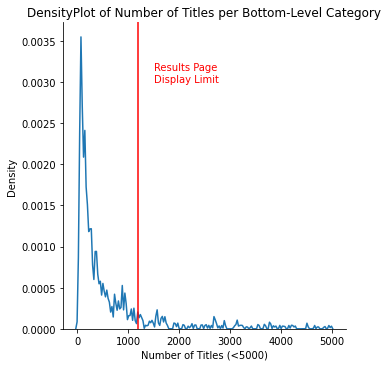 DensityPlot of Number of Titles per Bottom-Level Category
0.0035
0.0030
0.0025
0.0020
0.0015
0.0010
0.0005
0.0000
Density
Results Page
Display Limit
0 1000 2000 3000 4000 5000
Number of Titles (<5000)